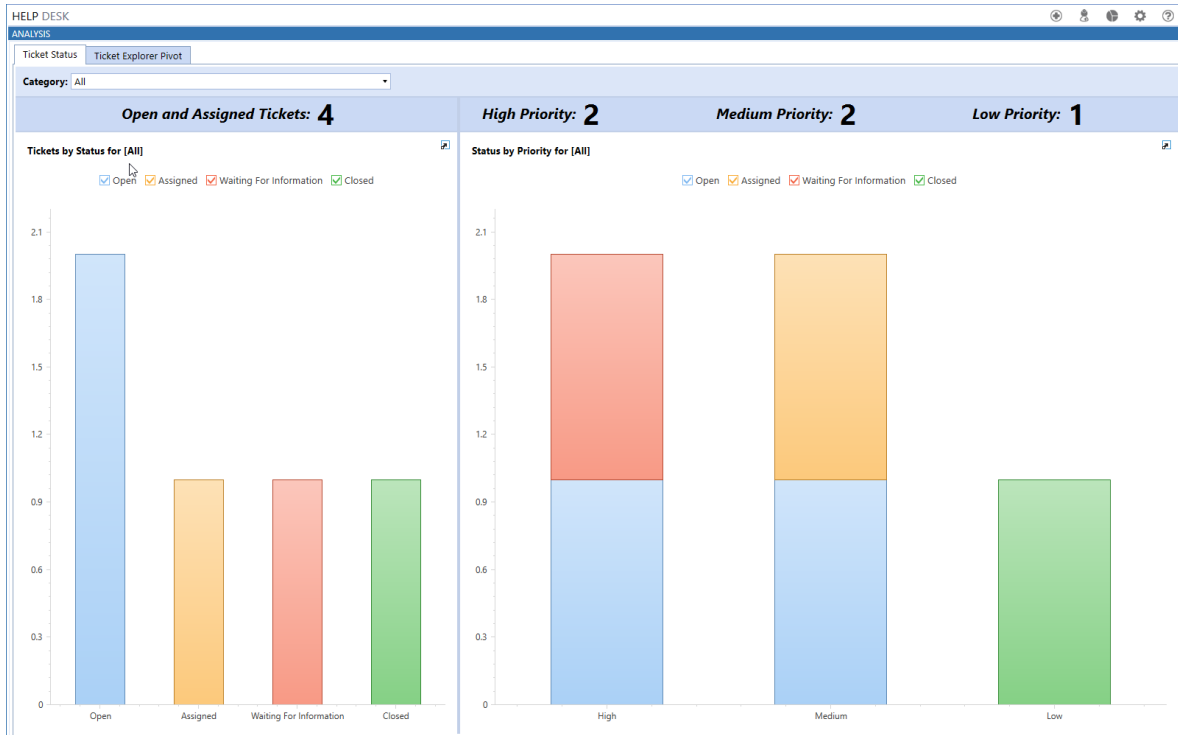 HELP DESK
ANALYSIS
Ticket Status Ticket Explorer Pivot
Category: All
Open and Assigned Tickets: 4 High Priority: 2 Medium Priority: 2 Low Priority: 1
Tickets by Status for [All]
Open Assigned Waiting For Information Closed
2.1
1.8
1.5
1.2
0.9
0.6
0.3
0
Open Assigned Waiting For Information Closed
Status by Priority for [All]
Open Assigned Waiting For Information Closed
2.1
1.8
1.5
1.2
0.9
0.6
0.3
0
High Medium Low